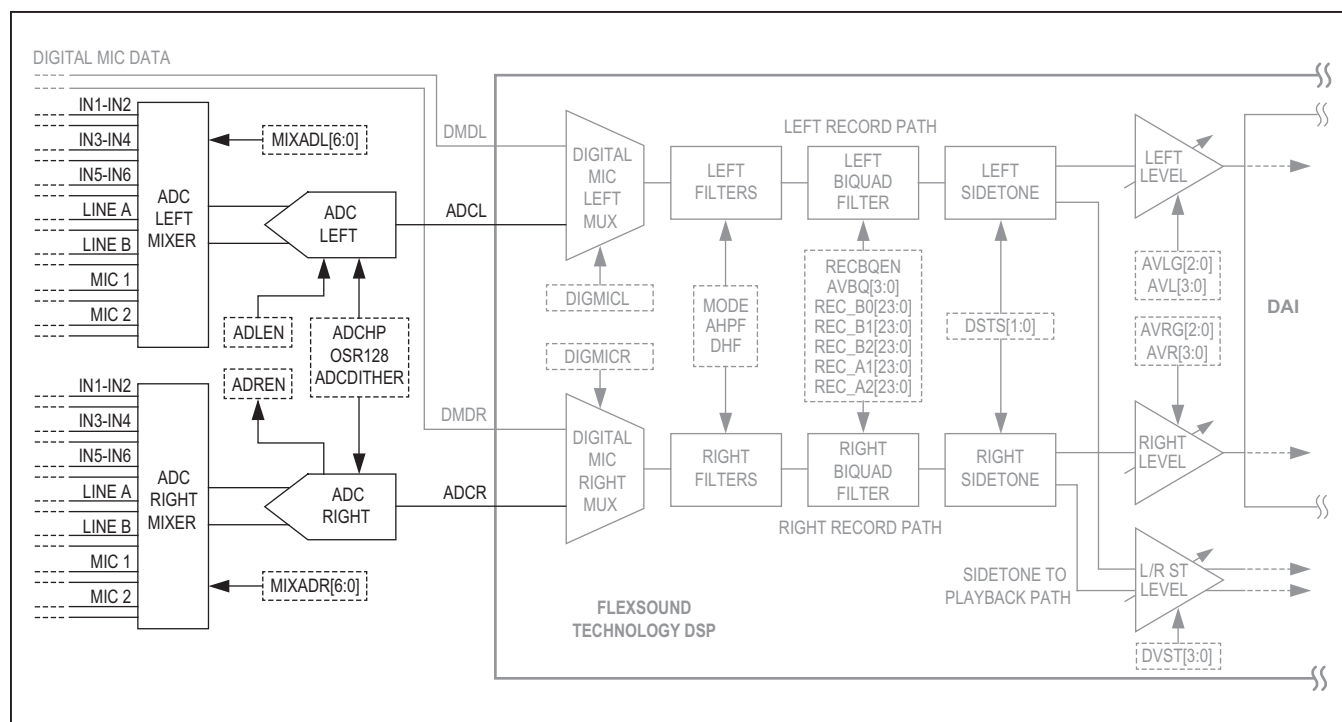 DIGITAL MIC DATA
IN1-IN2
IN3-IN4
IN5-IN6
LINE A
LINE B
MIC 1
MIC 2
ADC
LEFT
MIXER
MIXADL[6:0]
ADC
LEFT
ADLEN
ADCHP
OSR128
ADCDITHER
ADREN
IN1-IN2
IN3-IN4
IN5-IN6
LINE A
LINE B
MIC 1
MIC 2
ADC
RIGHT
MIXER
ADC
RIGHT
MIXADR[6:0]
DMDL
ADCL
DMDR
ADCR
DIGITAL
MIC
LEFT
MUX
DIGMICL
DIGMICR
DIGITAL
MIC
RIGHT
MUX
LEFT RECORD PATH
LEFT
FILTERS
LEFT
BIQUAD
FILTER
LEFT
SIDETONE
LEFT
LEVEL
MODE
AHPF
DHF
RECBQEN
AVBQ[3:0]
REC_B0[23:0]
REC_B1[23:0]
REC_B2[23:0]
REC_A1[23:0]
REC_A2[23:0]
DSTS[1:0]
AVLG[2:0]
AVL[3:0]
AVRG[2:0]
AVR[3:0]
DAI
RIGHT
FILTERS
RIGHT
BIQUAD
FILTER
RIGHT
SIDETONE
RIGHT
LEVEL
RIGHT RECORD PATH
SIDETONE TO
PLAYBACK PATH
L/R ST
LEVEL
DVST[3:0]
FLEXSOUND
TECHNOLOGY DSP